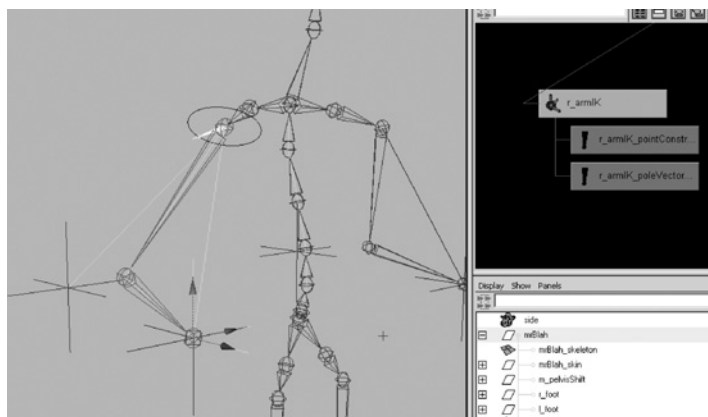 r_armIK
r_armIK_pointConstr...
r_armIK_poleVector...
Display Show Panels
side
mrBlah
mrBlah_skeleton
mrBlah_skin
m_pelvisShift
r_foot
l_foot